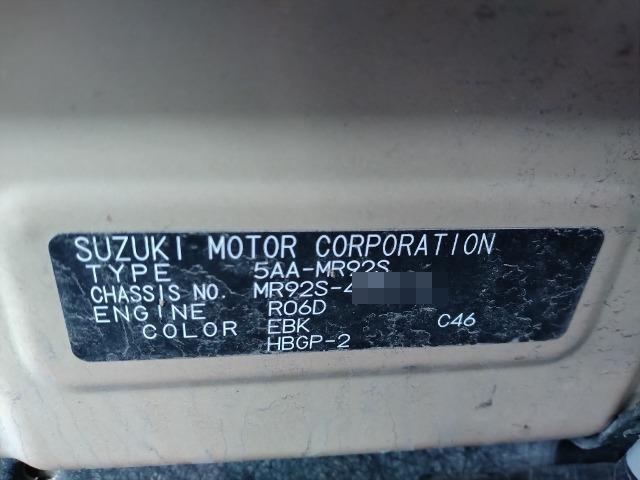 SUZUKI MOTOR CORPORATION
TYPE 5AA-MR92S
CHASSIS NO. MR92S-4
ENGINE R06D
COLOR EBK C46
HBGP-2